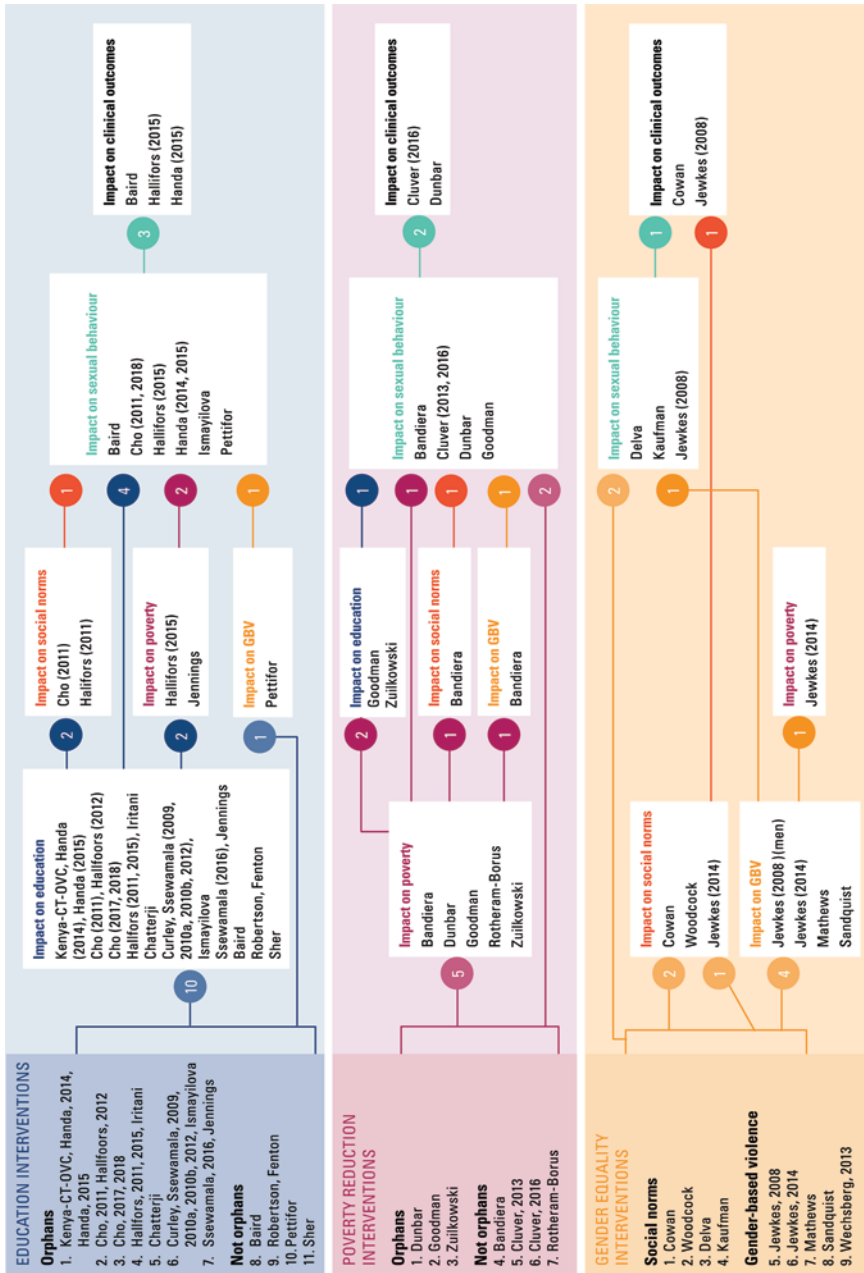 EDUCATION INTERVENTIONS
Orphans
1. Kenya-CT-OVC, Handa, 2014,
Handa, 2015
2. Cho, 2011, Hallfoors, 2012
3. Cho, 2017, 2018
4. Hallfors, 2011, 2015, Iritani
5. Chatterji
6. Curley, Ssewamala, 2009,
2010a, 2010b, 2012, Ismayilova
7. Ssewamala, 2016, Jennings
Not orphans
8. Baird
9. Robertson, Fenton
10. Pettifor
11. Sher
10
Impact on education
Kenya-CT-OVC, Handa
(2014), Handa (2015)
Cho (2011), Hallfoors (2012)
Cho (2017, 2018)
Hallfors (2011, 2015), Iritani
Chatterji
Curley, Ssewamala (2009,
2010a, 2010b, 2012),
Ismayilova
Ssewamala (2016), Jennings
Baird
Robertson, Fenton
Sher
2
2
1
Impact on social norms
Cho (2011)
Halifors (2011)
Impact on poverty
Hallifors (2015)
Jennings
Impact on GBV
Pettifor
1
4
2
1
Impact on sexual behaviour
Baird
Cho (2011, 2018)
Hallifors (2015)
Handa (2014, 2015)
Ismayilova
Pettifor
3
Impact on clinical outcomes
Baird
Hallifors (2015)
Handa (2015)
POVERTY REDUCTION
INTERVENTIONS
Orphans
1. Dunbar
2. Goodman
3. Zuilkowski
Not orphans
4. Bandiera
5. Cluver, 2013
6. Cluver, 2016
7. Rotheram-Borus
5
Impact on poverty
Bandiera
Dunbar
Goodman
Rotheram-Borus
Zuilkowski
2
1
1
Impact on education
Goodman
Zuilkowski
Impact on social norms
Bandiera
Impact on GBV
Bandiera
1
1
1
1
2
Impact on sexual behaviour
Bandiera
Cluver (2013, 2016)
Dunbar
Goodman
2
Impact on clinical outcomes
Cluver (2016)
Dunbar
GENDER EQUALITY
INTERVENTIONS
Social norms
1. Cowan
2. Woodcock
3. Delva
4. Kaufman
Gender-based violence
5. Jewkes, 2008
6. Jewkes, 2014
7. Mathews
8. Sandquist
9. Wechsberg, 2013
2
1
4
Impact on social norms
Cowan
Woodcock
Jewkes (2014)
Impact on GBV
Jewkes (2008 )(men)
Jewkes (2014)
Mathews
Sandquist
1
Impact on poverty
Jewkes (2014)
2
1
Impact on sexual behaviour
Delva
Kaufman
Jewkes (2008)
1
1
Impact on clinical outcomes
Cowan
Jewkes (2008)